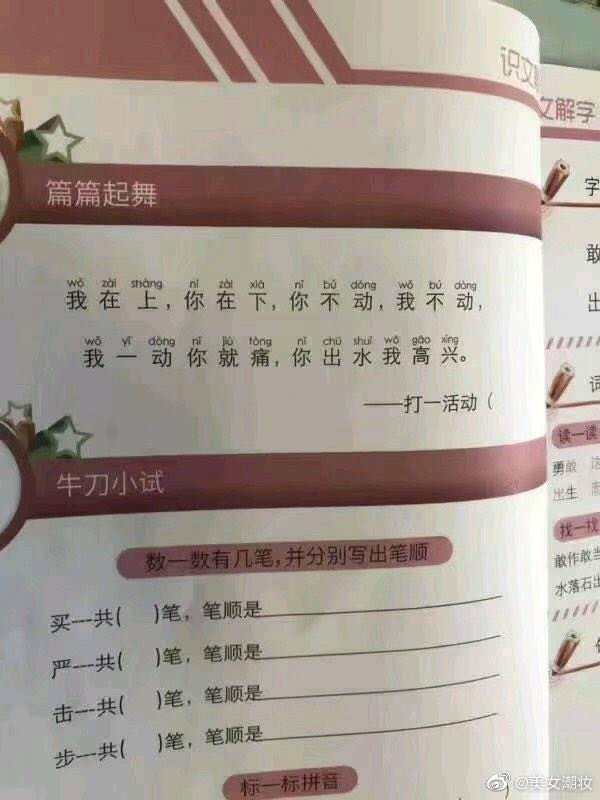 识文
文解字
篇篇起舞
wǒ zài shàng nǐ zài xià nǐ bǔ dòng wǒ bú dòng
我在上，你在下，你不动，我不动，
wǒ yī dòng nǐ jiù tòng nǐ chū shuǐ wǒ gāo xìng
我一动你就痛，你出水我高兴。
——打一活动（
牛刀小试
数一数有几笔，并分别写出笔顺
买---共(  )笔，笔顺是
严---共(  )笔，笔顺是
击---共(  )笔，笔顺是
步---共(  )笔，笔顺是
标一标拼音
字
敢
出
词
读一读
勇敢
出生
找一找
敢作敢当
水落石出
@美女潮妆